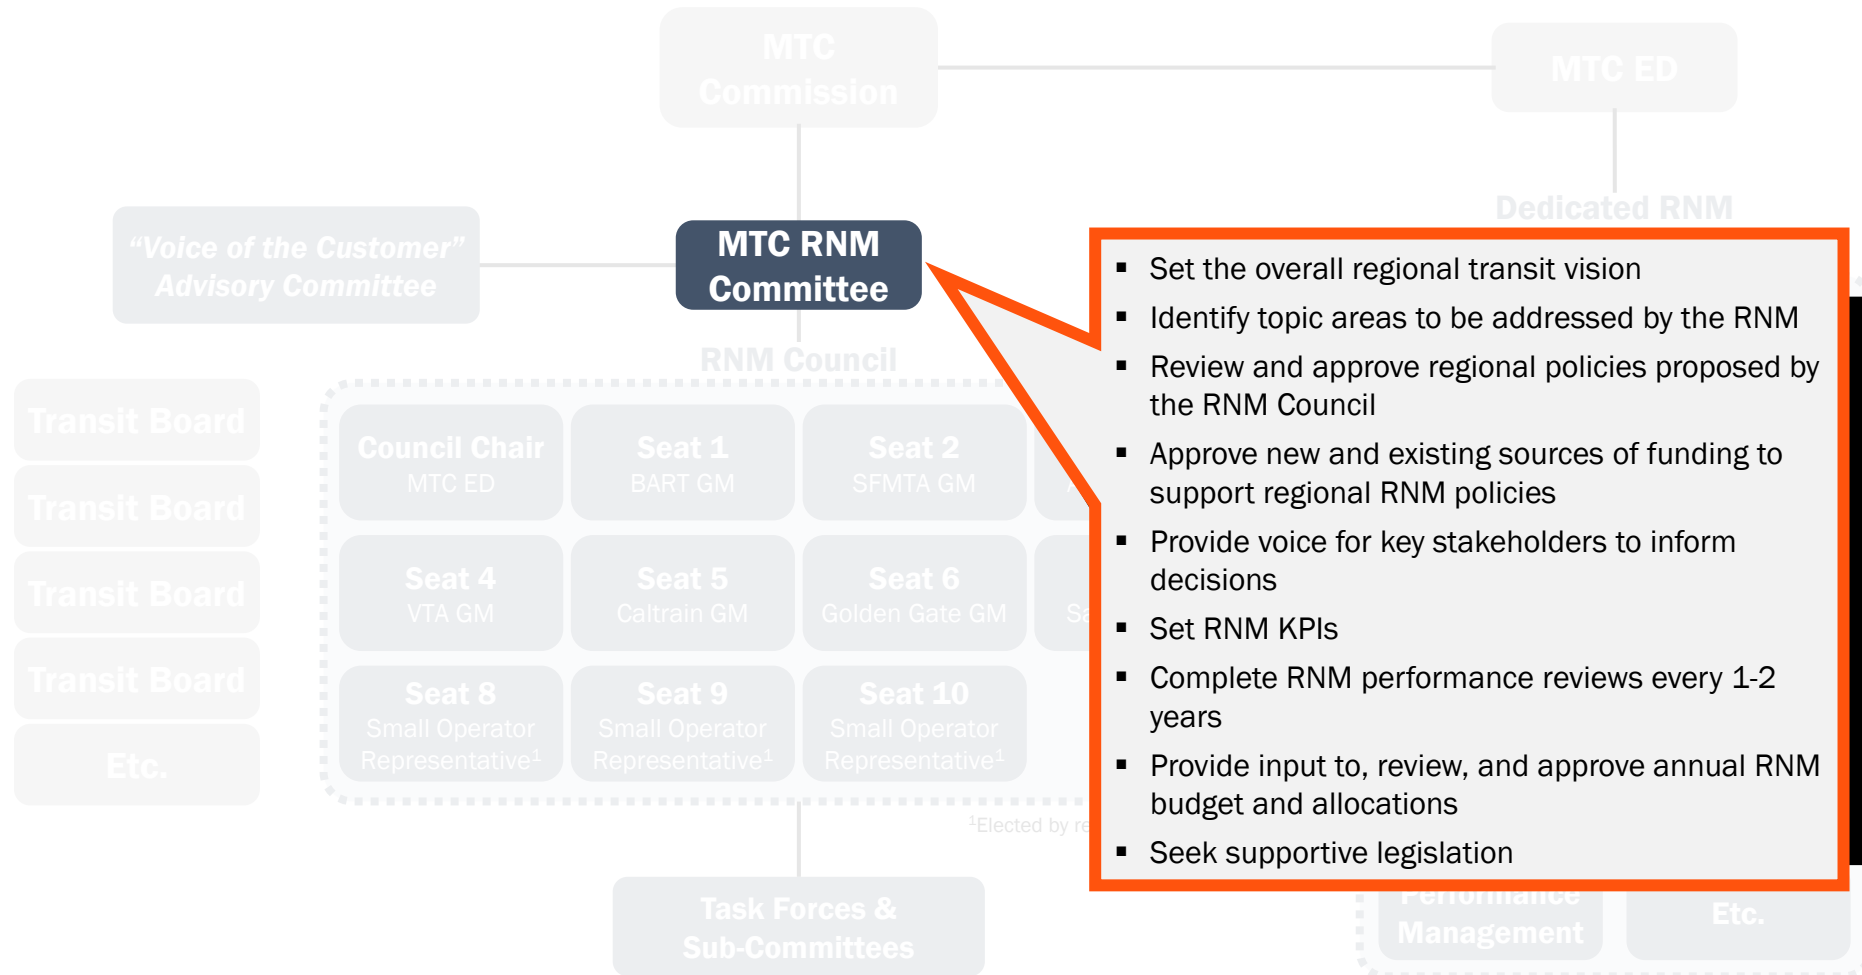 MTC
Commission
MTC ED
"Voice of the Customer"
Advisory Committee
MTC RNM
Committee
Dedicated RNM
RNM Council
Transit Board
Transit Board
Transit Board
Transit Board
Etc.
Council Chair
MTC ED
Seat 1
BART GM
Seat 2
SFMTA GM
Seat 4
VTA GM
Seat 5
Caltrain GM
Seat 6
Golden Gate GM
Seat 8
Small Operator
Representative¹
Seat 9
Small Operator
Representative¹
Seat 10
Small Operator
Representative¹
¹Elected by
Task Forces &
Sub-Committees
▪ Set the overall regional transit vision
▪ Identify topic areas to be addressed by the RNM
▪ Review and approve regional policies proposed by
the RNM Council
▪ Approve new and existing sources of funding to
support regional RNM policies
▪ Provide voice for key stakeholders to inform
decisions
▪ Set RNM KPIs
▪ Complete RNM performance reviews every 1-2
years
▪ Provide input to, review, and approve annual RNM
budget and allocations
▪ Seek supportive legislation
Performance
Management
Etc.